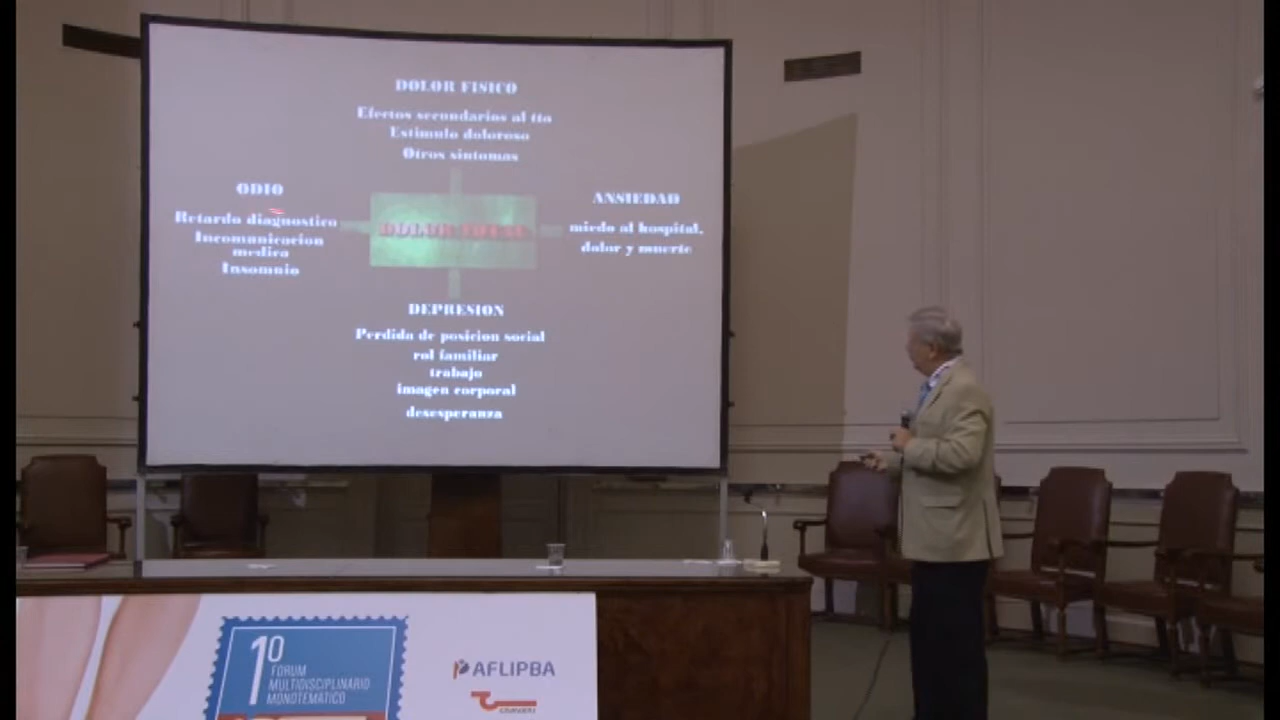 DOLOR FISICO
Efectos secundarios al tto
Estimulo doloroso
Otros sintomas
ODIO
Retardo diagnostico
Incomunicacion
medica
Insomnio
DOLOR TOTAL
ANSIEDAD
miedo al hospital,
dolor y muerte
DEPRESION
Perdida de posicion social
rol familiar
trabajo
imagen corporal
desesperanza
1º
FORUM
MULTIDISCIPLINARIO
MONOTEMATICO
AFLIPBA